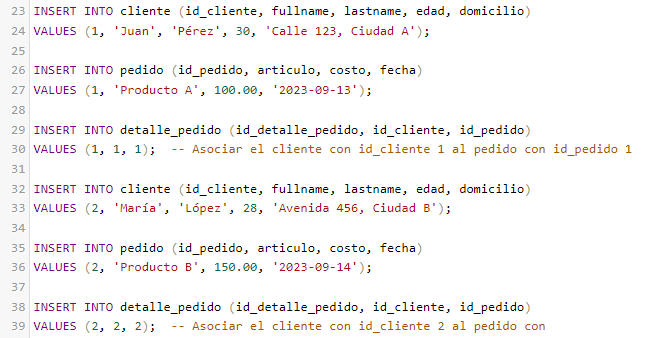 23 INSERT INTO cliente (id_cliente, fullname, lastname, edad, domicilio)
24 VALUES (1, 'Juan', 'Pérez', 30, 'Calle 123, Ciudad A');
25
26 INSERT INTO pedido (id_pedido, articulo, costo, fecha)
27 VALUES (1, 'Producto A', 100.00, '2023-09-13');
28
29 INSERT INTO detalle_pedido (id_detalle_pedido, id_cliente, id_pedido)
30 VALUES (1, 1, 1);  -- Asociar el cliente con id_cliente 1 al pedido con id_pedido 1
31
32 INSERT INTO cliente (id_cliente, fullname, lastname, edad, domicilio)
33 VALUES (2, 'María', 'López', 28, 'Avenida 456, Ciudad B');
34
35 INSERT INTO pedido (id_pedido, articulo, costo, fecha)
36 VALUES (2, 'Producto B', 150.00, '2023-09-14');
37
38 INSERT INTO detalle_pedido (id_detalle_pedido, id_cliente, id_pedido)
39 VALUES (2, 2, 2);  -- Asociar el cliente con id_cliente 2 al pedido con